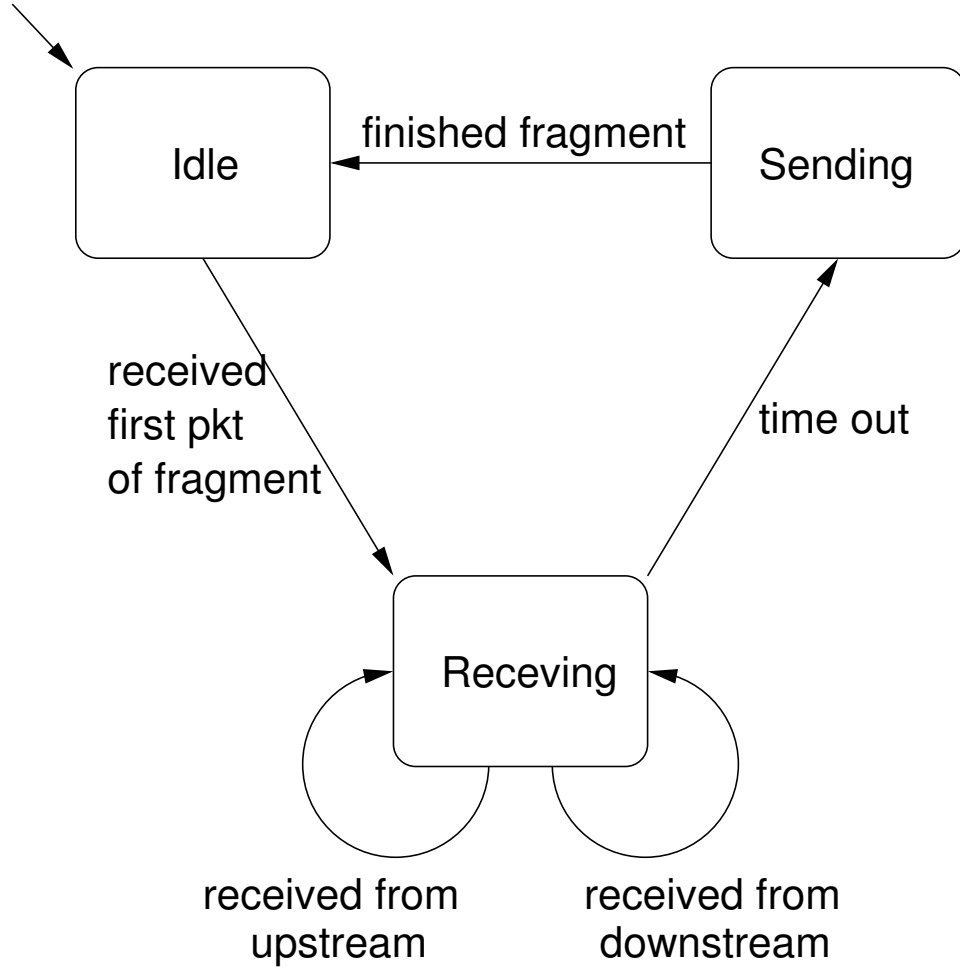 finished fragment
Idle
Sending
received
first pkt
of fragment
time out
Receving
received from
upstream
received from
downstream